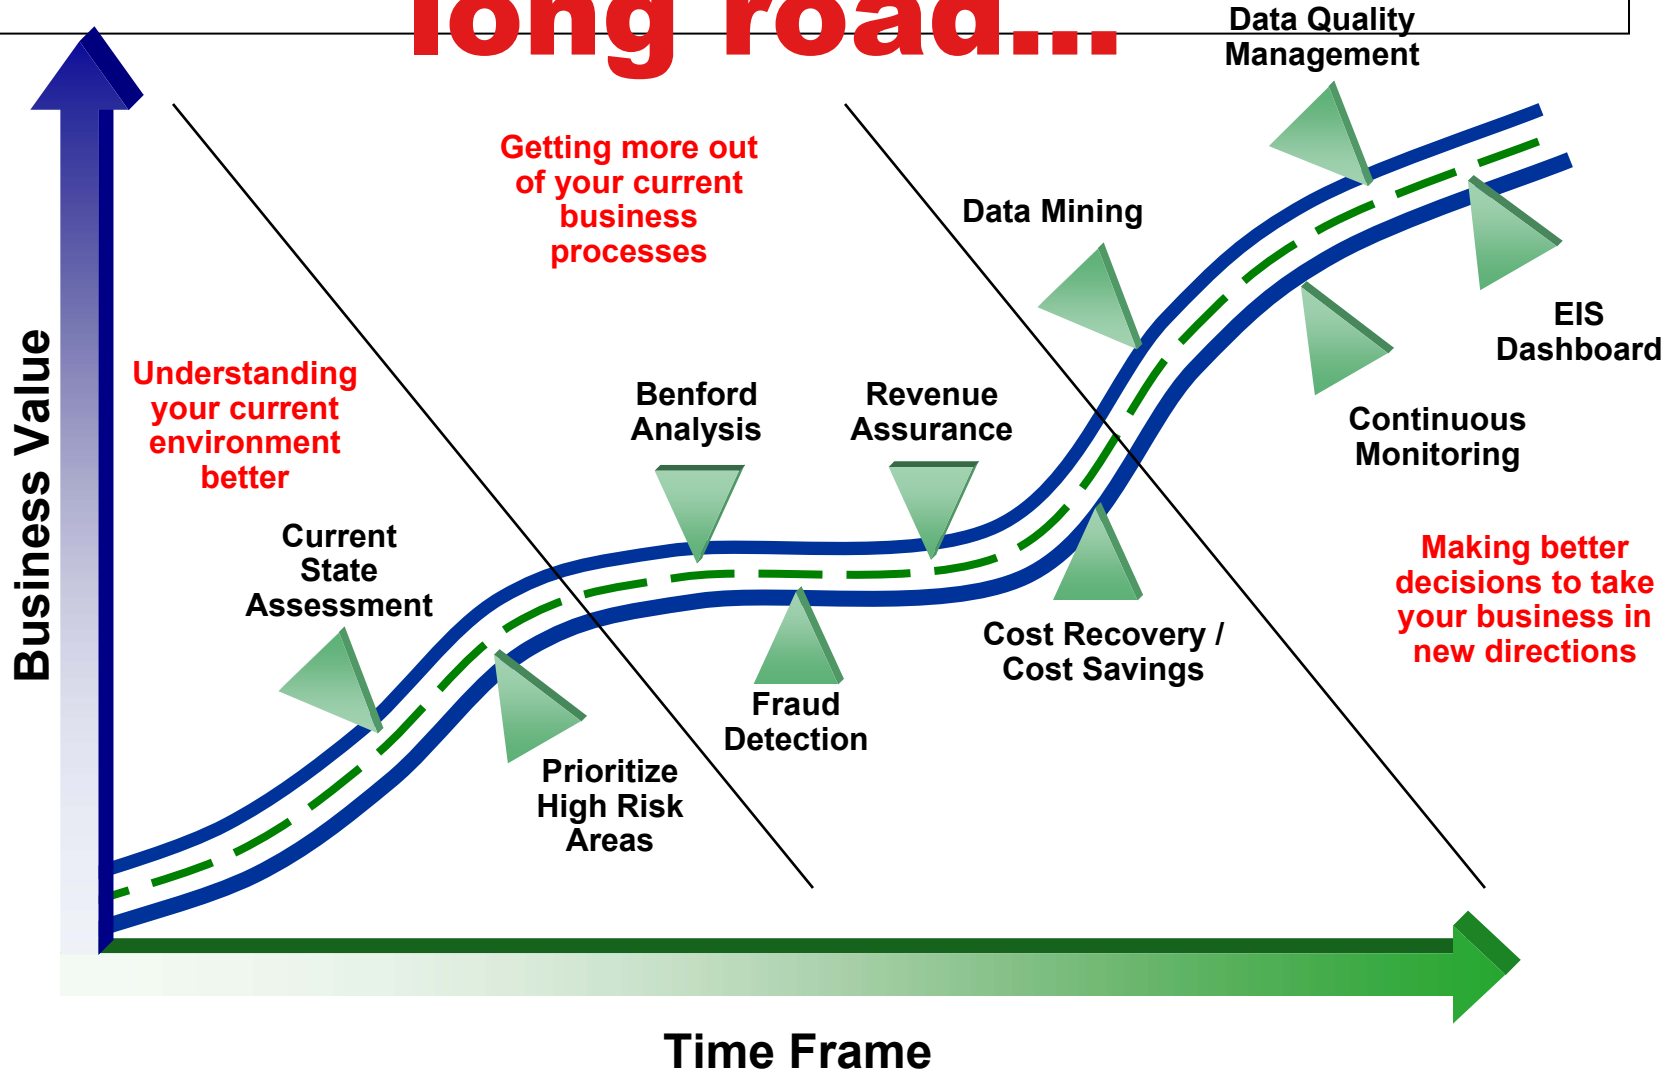 long road...
Data Quality
Management
Getting more out
of your current
business
processes
Data Mining
EIS
Dashboard
Understanding
your current
environment
better
Benford
Analysis
Revenue
Assurance
Continuous
Monitoring
Business Value
Current
State
Assessment
Making better
decisions to take
your business in
new directions
Cost Recovery /
Cost Savings
Fraud
Detection
Prioritize
High Risk
Areas
Time Frame